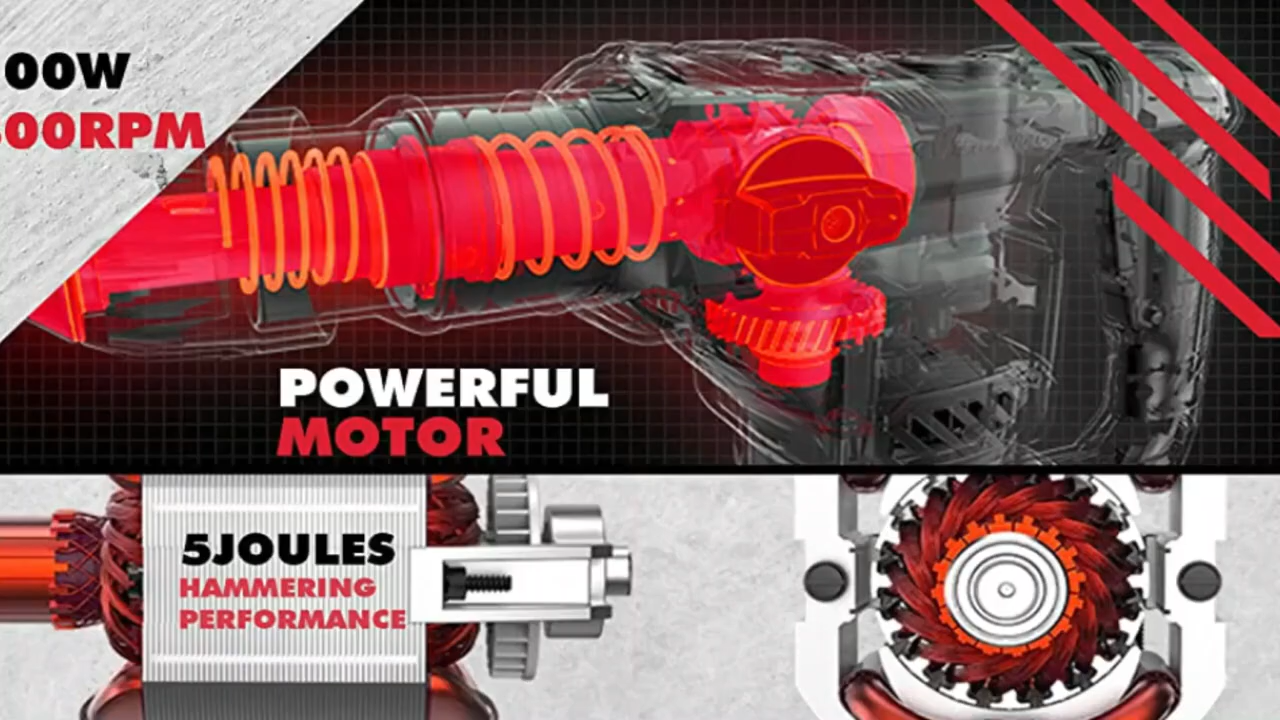 00W
00RPM
POWERFUL
MOTOR
5JOULES
HAMMERING
PERFORMANCE